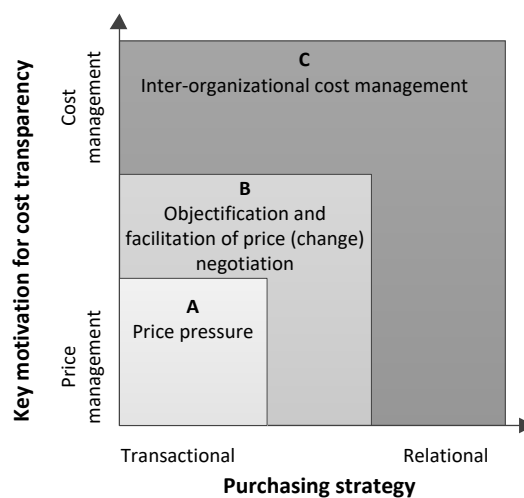 Key motivation for cost transparency
Cost
management
Price
management
C
Inter-organizational cost management
B
Objectification and
facilitation of price (change)
negotiation
A
Price pressure
Transactional
Relational
Purchasing strategy